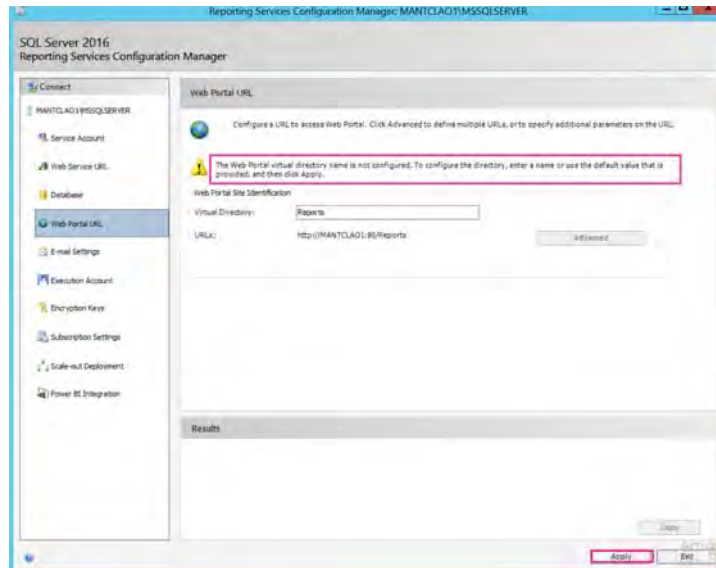 Reporting Services Configuration Manager: MANTCLAO1\MSSQLSERVER
SQL Server 2016
Reporting Services Configuration Manager
Connect
MANTCLAO1\MSSQLSERVER
Service Account
Web Service URL
Database
Web Portal URL
E-mail Settings
Execution Account
Encryption Keys
Subscription Settings
Scale-out Deployment
Power BI Integration
Web Portal URL
Configure a URL to access Web Portal. Click Advanced to define multiple URLs, or to specify additional parameters on the URL.
The Web Portal virtual directory name is not configured. To configure the directory, enter a name or use the default value that is
provided, and then click Apply.
Web Portal Site Identification
Virtual Directory: Reports
URLs: http://MANTCLAO1:80/Reports
Advanced
Results
Copy
Apply
Exit